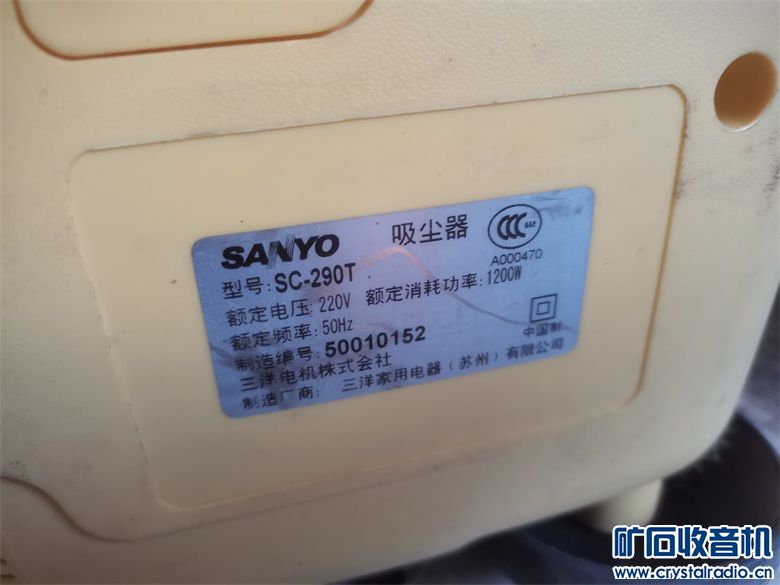 SANYO 吸尘器 CCC S&E
A000470
型号: SC-290T
额定电压: 220V 额定消耗功率: 1200W
额定频率: 50Hz
制造编号: 50010152 中国制
三洋电机株式会社
制造厂商: 三洋家用电器(苏州)有限公司
矿石收音机
www.crystalradio.cn